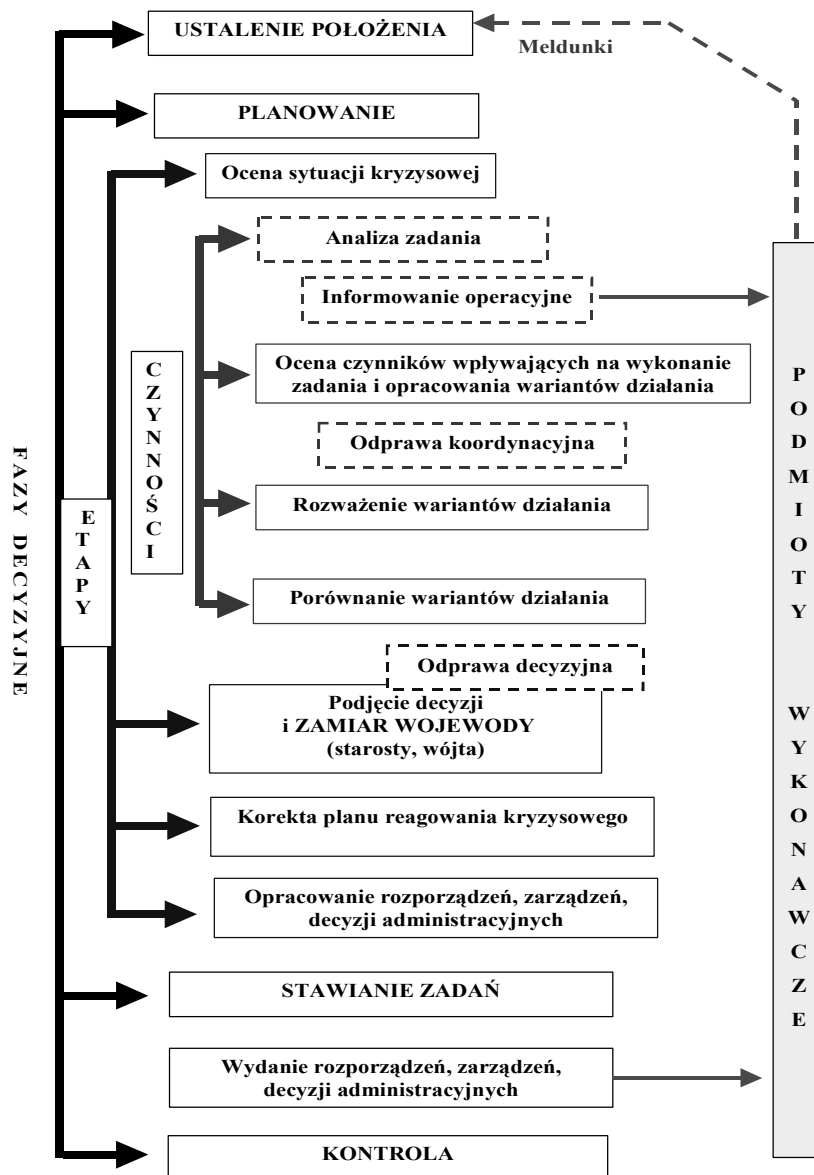 USTALENIE POŁOŻENIA
Meldunki
PLANOWANIE
Ocena sytuacji kryzysowej
Analiza zadania
Informowanie operacyjne
Ocena czynników wpływających na wykonanie
zadania i opracowania wariantów działania
Odprawa koordynacyjna
Rozważenie wariantów działania
Porównanie wariantów działania
CZYNNOŚCI
ETAPY
FAZY DECYZYJNE
PODMIOTY WYKONAWCZE
Odprawa decyzyjna
Podjęcie decyzji
i ZAMIAR WOJEWODY
(starosty, wójta)
Korekta planu reagowania kryzysowego
Opracowanie rozporządzeń, zarządzeń,
decyzji administracyjnych
STAWIANIE ZADAŃ
Wydanie rozporządzeń, zarządzeń,
decyzji administracyjnych
KONTROLA